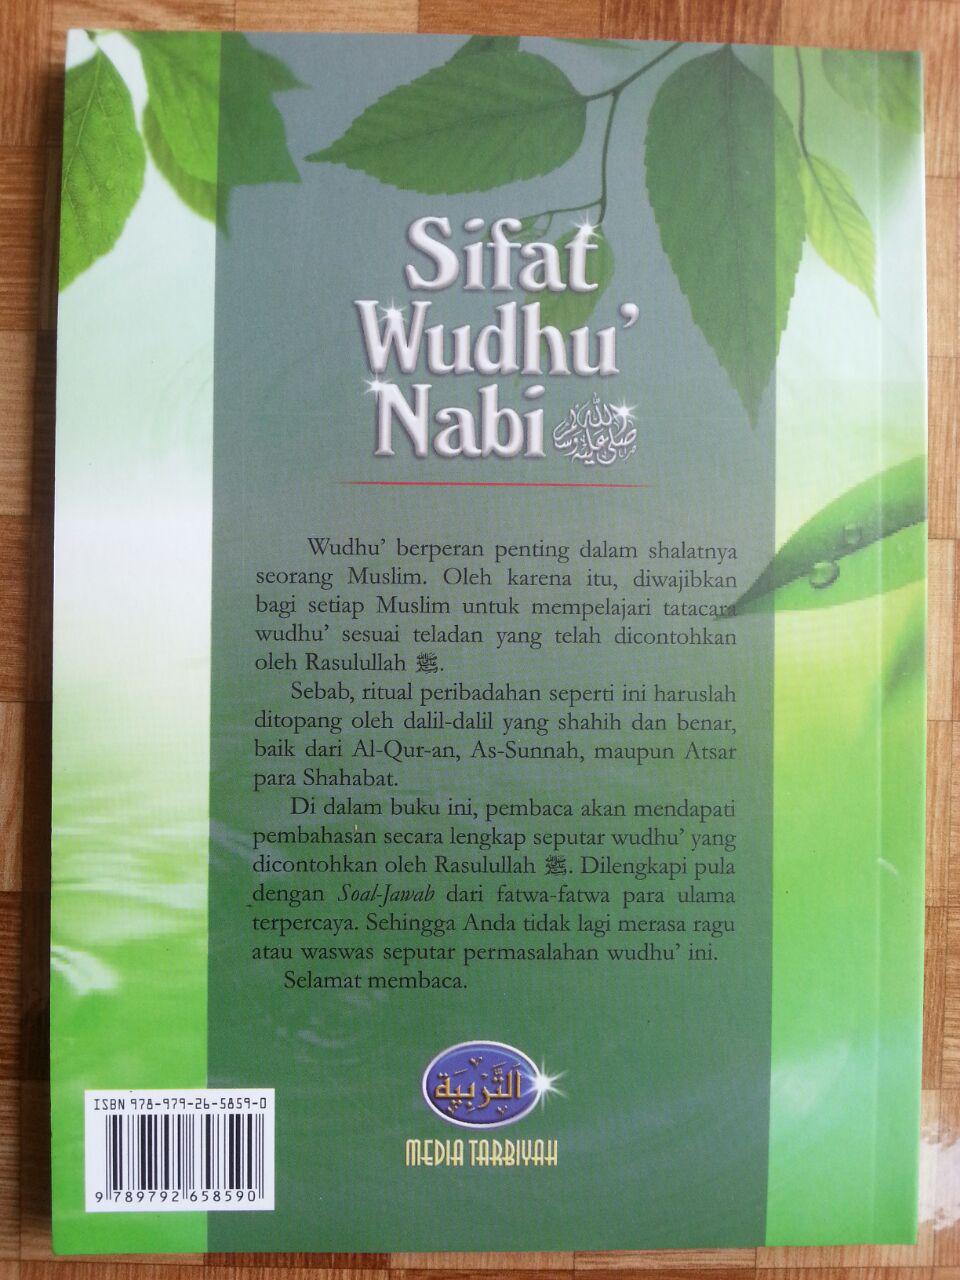 Sifat
Wudhu'
Nabi ﷺ
Wudhu' berperan penting dalam shalatnya
seorang Muslim. Oleh karena itu, diwajibkan
bagi setiap Muslim untuk mempelajari tatacara
wudhu' sesuai teladan yang telah dicontohkan
oleh Rasulullah ﷺ.
Sebab, ritual peribadahan seperti ini haruslah
ditopang oleh dalil-dalil yang shahih dan benar,
baik dari Al-Qur-an, As-Sunnah, maupun Atsar
para Shahabat.
Di dalam buku ini, pembaca akan mendapati
pembahasan secara lengkap seputar wudhu' yang
dicontohkan oleh Rasulullah ﷺ. Dilengkapi pula
dengan Soal-Jawab dari fatwa-fatwa para ulama
terpercaya. Sehingga Anda tidak lagi merasa ragu
atau waswas seputar permasalahan wudhu' ini.
Selamat membaca.
التَّرْبِيَة
MEDIA TARBIYAH
ISBN 978-979-26-5859-0
9 789792 658590